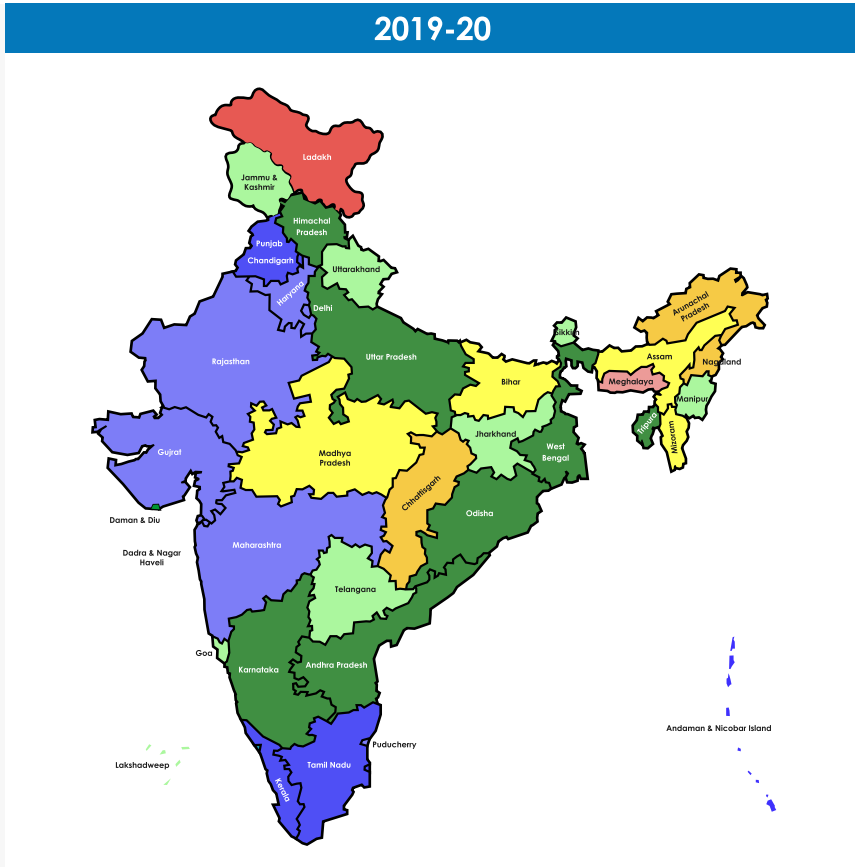 2019-20
Ladakh
Jammu &
Kashmir
Himachal
Pradesh
Punjab
Chandigarh
Uttarakhand
Haryana
Delhi
Arunachal
Pradesh
Sikkim
Rajasthan
Uttar Pradesh
Assam
Nagaland
Bihar
Meghalaya
Manipur
Tripura
Mizoram
Jharkhand
West
Bengal
Gujrat
Madhya
Pradesh
Chhattisgarh
Odisha
Daman & Diu
Dadra & Nagar
Haveli
Maharashtra
Telangana
Goa
Karnataka
Andhra Pradesh
Andaman & Nicobar Island
Puducherry
Lakshadweep
Tamil Nadu
Kerala